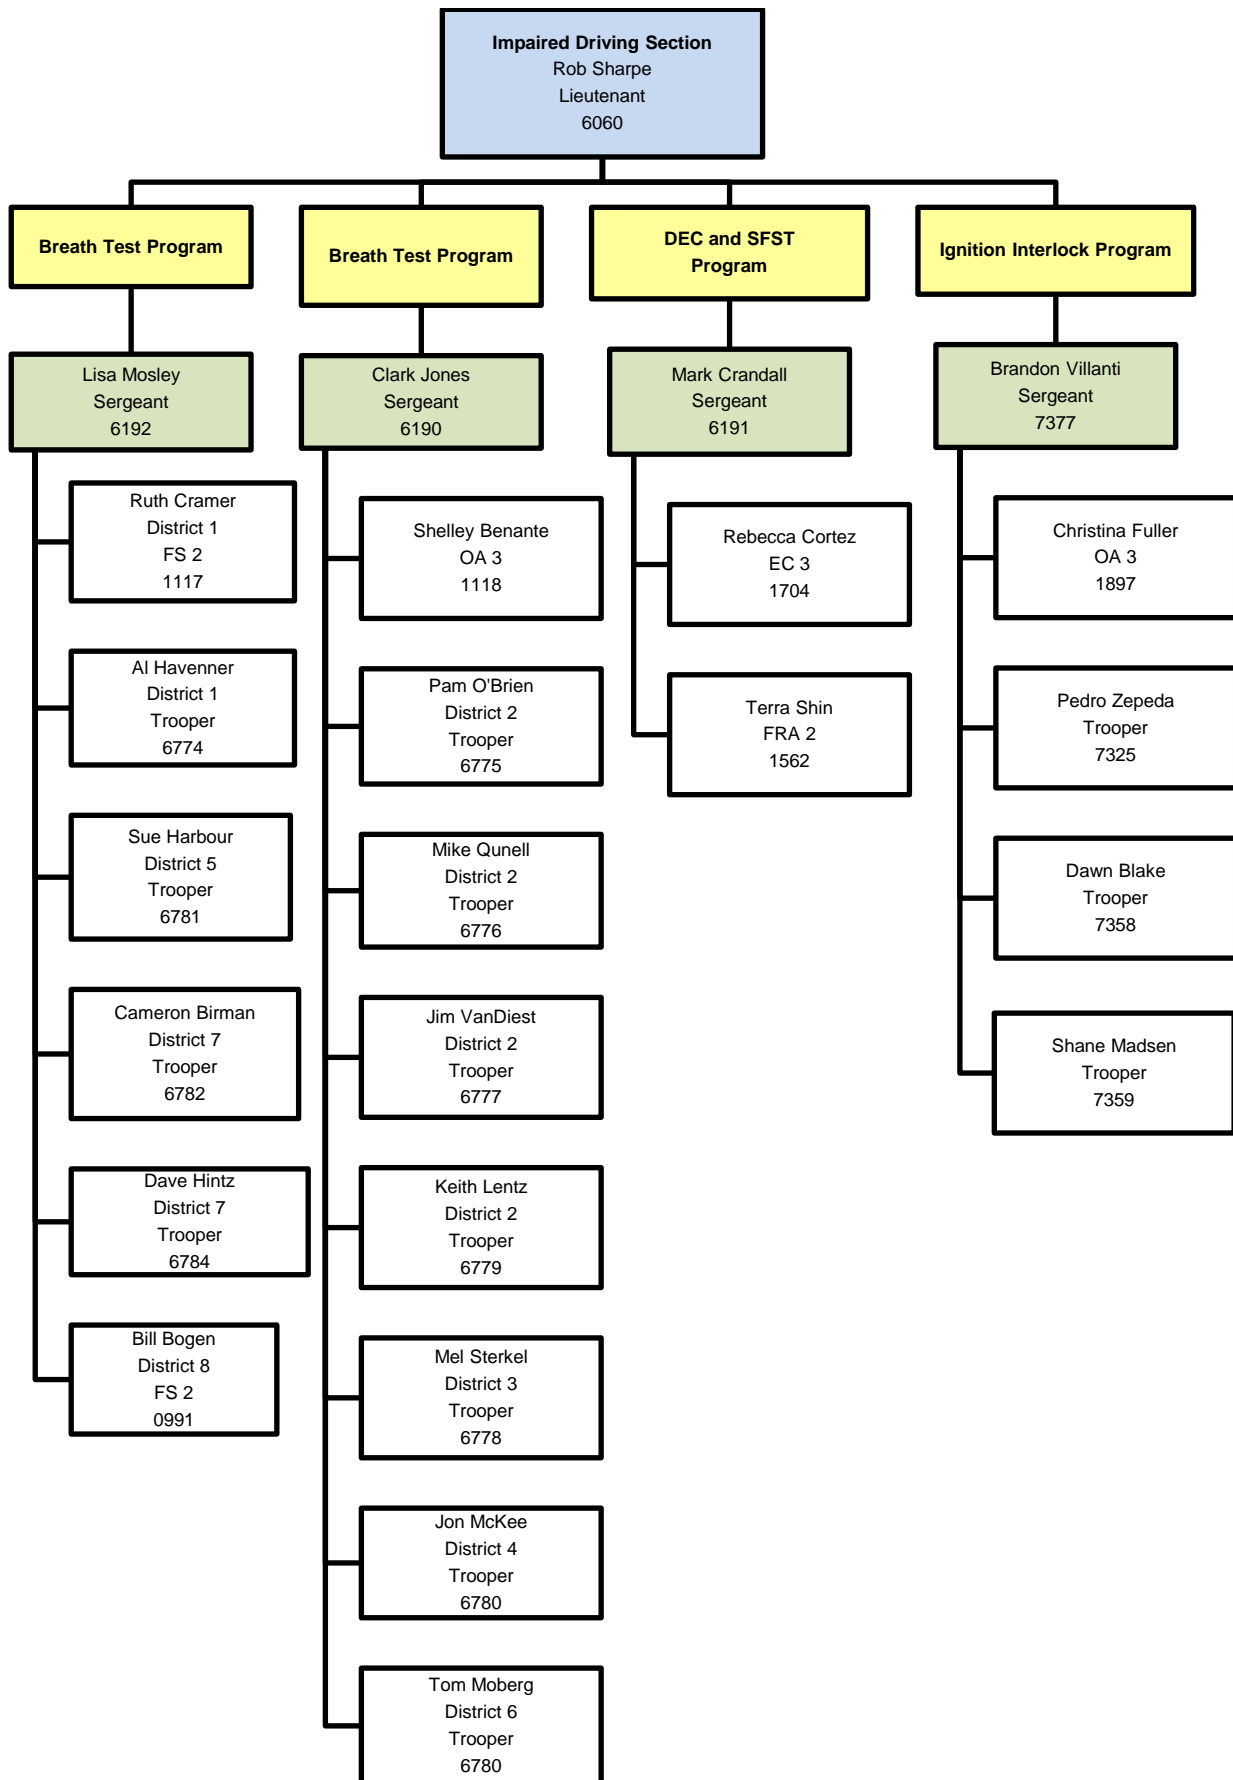 Impaired Driving Section
Rob Sharpe
Lieutenant
6060
Breath Test Program
Breath Test Program
DEC and SFST
Program
Ignition Interlock Program
Lisa Mosley
Sergeant
6192
Clark Jones
Sergeant
6190
Mark Crandall
Sergeant
6191
Brandon Villanti
Sergeant
7377
Ruth Cramer
District 1
FS 2
1117
Al Havenner
District 1
Trooper
6774
Sue Harbour
District 5
Trooper
6781
Cameron Birman
District 7
Trooper
6782
Dave Hintz
District 7
Trooper
6784
Bill Bogen
District 8
FS 2
0991
Shelley Benante
OA 3
1118
Pam O'Brien
District 2
Trooper
6775
Mike Qunell
District 2
Trooper
6776
Jim VanDiest
District 2
Trooper
6777
Keith Lentz
District 2
Trooper
6779
Mel Sterkel
District 3
Trooper
6778
Jon McKee
District 4
Trooper
6780
Tom Moberg
District 6
Trooper
6780
Rebecca Cortez
EC 3
1704
Terra Shin
FRA 2
1562
Christina Fuller
OA 3
1897
Pedro Zepeda
Trooper
7325
Dawn Blake
Trooper
7358
Shane Madsen
Trooper
7359